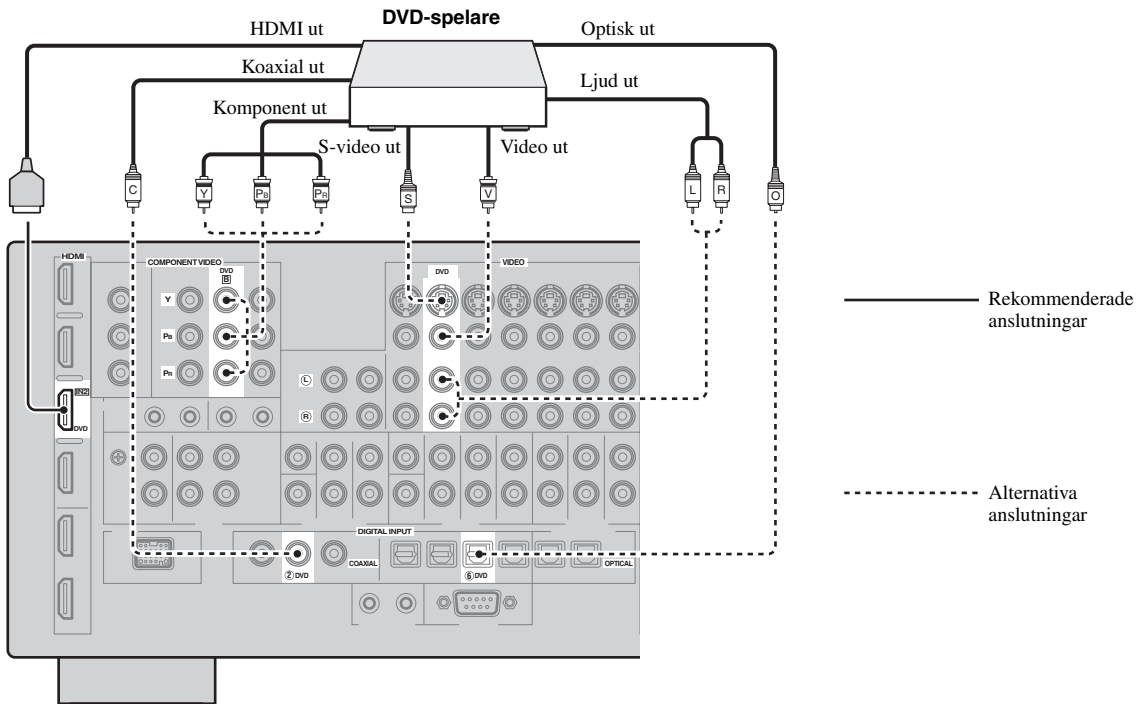 DVD-spelare
HDMI ut
Optisk ut
Koaxial ut
Ljud ut
Komponent ut
S-video ut
Video ut
C
Y
PB
PR
S
V
L
R
O
HDMI
COMPONENT VIDEO
DVD
B
Y
PB
PR
VIDEO
DVD
L
R
IN2
DVD
DIGITAL INPUT
COAXIAL
② DVD
⑥ DVD
OPTICAL
Rekommenderade
anslutningar
Alternativa
anslutningar